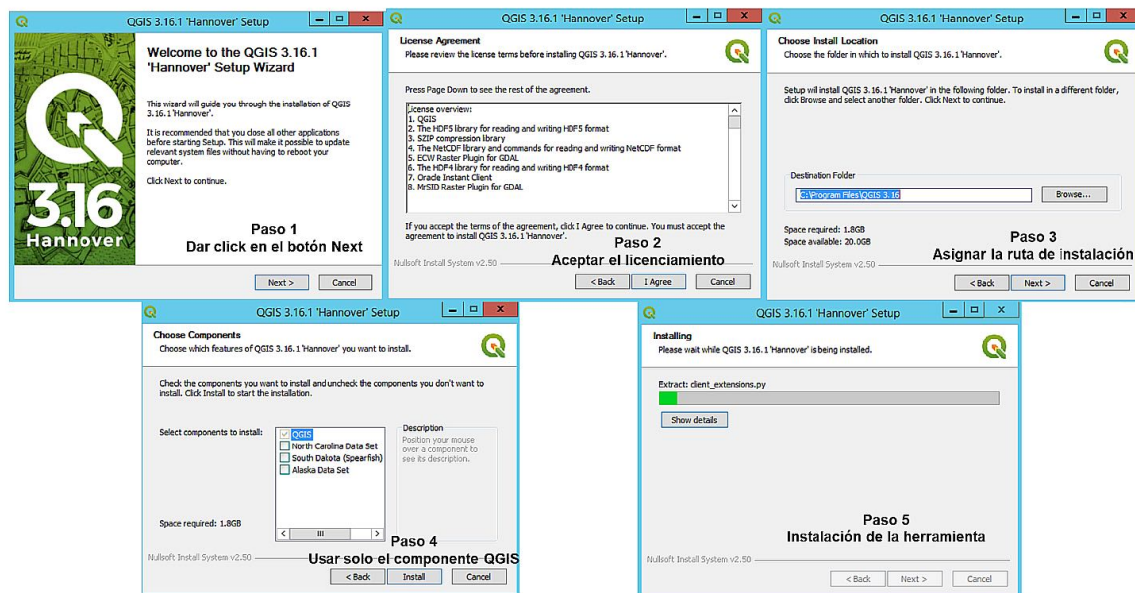 QGIS 3.16.1 'Hannover' Setup
3.16
Hannover
Welcome to the QGIS 3.16.1
'Hannover' Setup Wizard
This wizard will guide you through the installation of QGIS
3.16.1 'Hannover'.
It is recommended that you close all other applications
before starting Setup. This will make it possible to update
relevant system files without having to reboot your
computer.
Click Next to continue.
Paso 1
Dar click en el botón Next
Next >
Cancel
QGIS 3.16.1 'Hannover' Setup
License Agreement
Please review the license terms before installing QGIS 3.16.1 'Hannover'.
Press Page Down to see the rest of the agreement.
License overview:
1. QGIS
2. The HDF5 library for reading and writing HDF5 format
3. SZIP compression library
4. The NetCDF library and commands for reading and writing NetCDF format
5. ECW Raster Plugin for GDAL
6. The HDF4 library for reading and writing HDF4 format
7. Oracle Instant Client
8. MrSID Raster Plugin for GDAL
If you accept the terms of the agreement, click I Agree to continue. You must accept the
agreement to install QGIS 3.16.1 'Hannover'.
Paso 2
Aceptar el licenciamiento
Nullsoft Install System v2.50
< Back
I Agree
Cancel
QGIS 3.16.1 'Hannover' Setup
Choose Install Location
Choose the folder in which to install QGIS 3.16.1 'Hannover'.
Setup will install QGIS 3.16.1 'Hannover' in the following folder. To install in a different folder,
click Browse and select another folder. Click Next to continue.
Destination Folder
C:\Program Files\QGIS 3.16
Browse...
Space required: 1.8GB
Space available: 20.0GB
Paso 3
Asignar la ruta de instalación
Nullsoft Install System v2.50
< Back
Next >
Cancel
QGIS 3.16.1 'Hannover' Setup
Choose Components
Choose which features of QGIS 3.16.1 'Hannover' you want to install.
Check the components you want to install and uncheck the components you don't want to
install. Click Install to start the installation.
Select components to install:
QGIS
North Carolina Data Set
South Dakota (Spearfish)
Alaska Data Set
Description
Position your mouse
over a component to
see its description.
Space required: 1.8GB
Paso 4
Usar solo el componente QGIS
Nullsoft Install System v2.50
< Back
Install
Cancel
QGIS 3.16.1 'Hannover' Setup
Installing
Please wait while QGIS 3.16.1 'Hannover' is being installed.
Extract: client_extensions.py
Show details
Paso 5
Instalación de la herramienta
Nullsoft Install System v2.50
< Back
Next >
Cancel